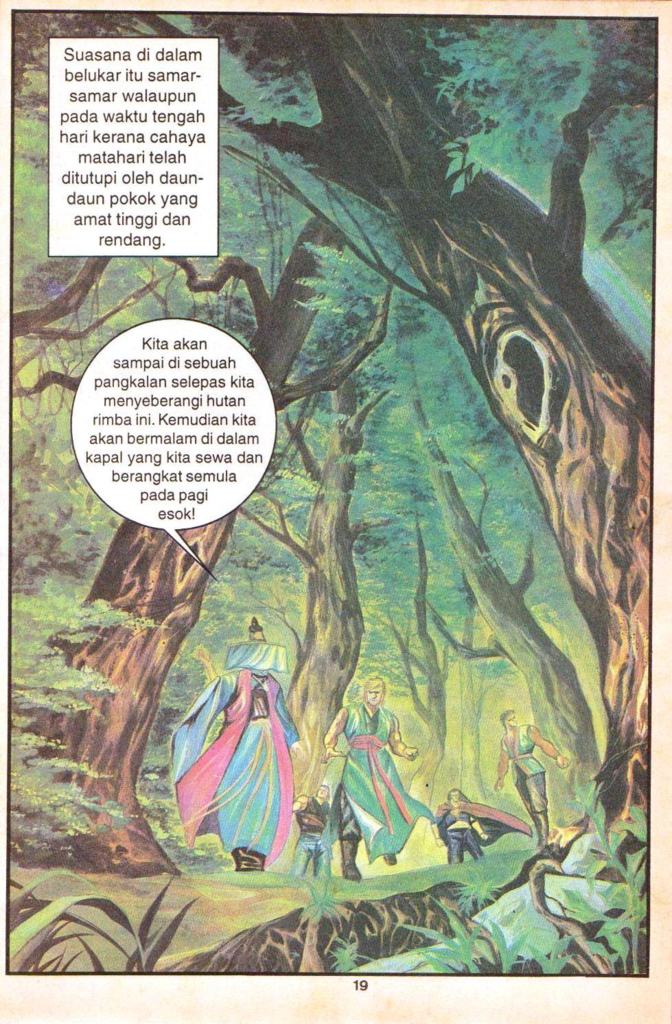 Suasana di dalam
belukar itu samar-
samar walaupun
pada waktu tengah
hari kerana cahaya
matahari telah
ditutupi oleh daun-
daun pokok yang
amat tinggi dan
rendang.
Kita akan
sampai di sebuah
pangkalan selepas kita
menyeberangi hutan
rimba ini. Kemudian kita
akan bermalam di dalam
kapal yang kita sewa dan
berangkat semula
pada pagi
esok!
19